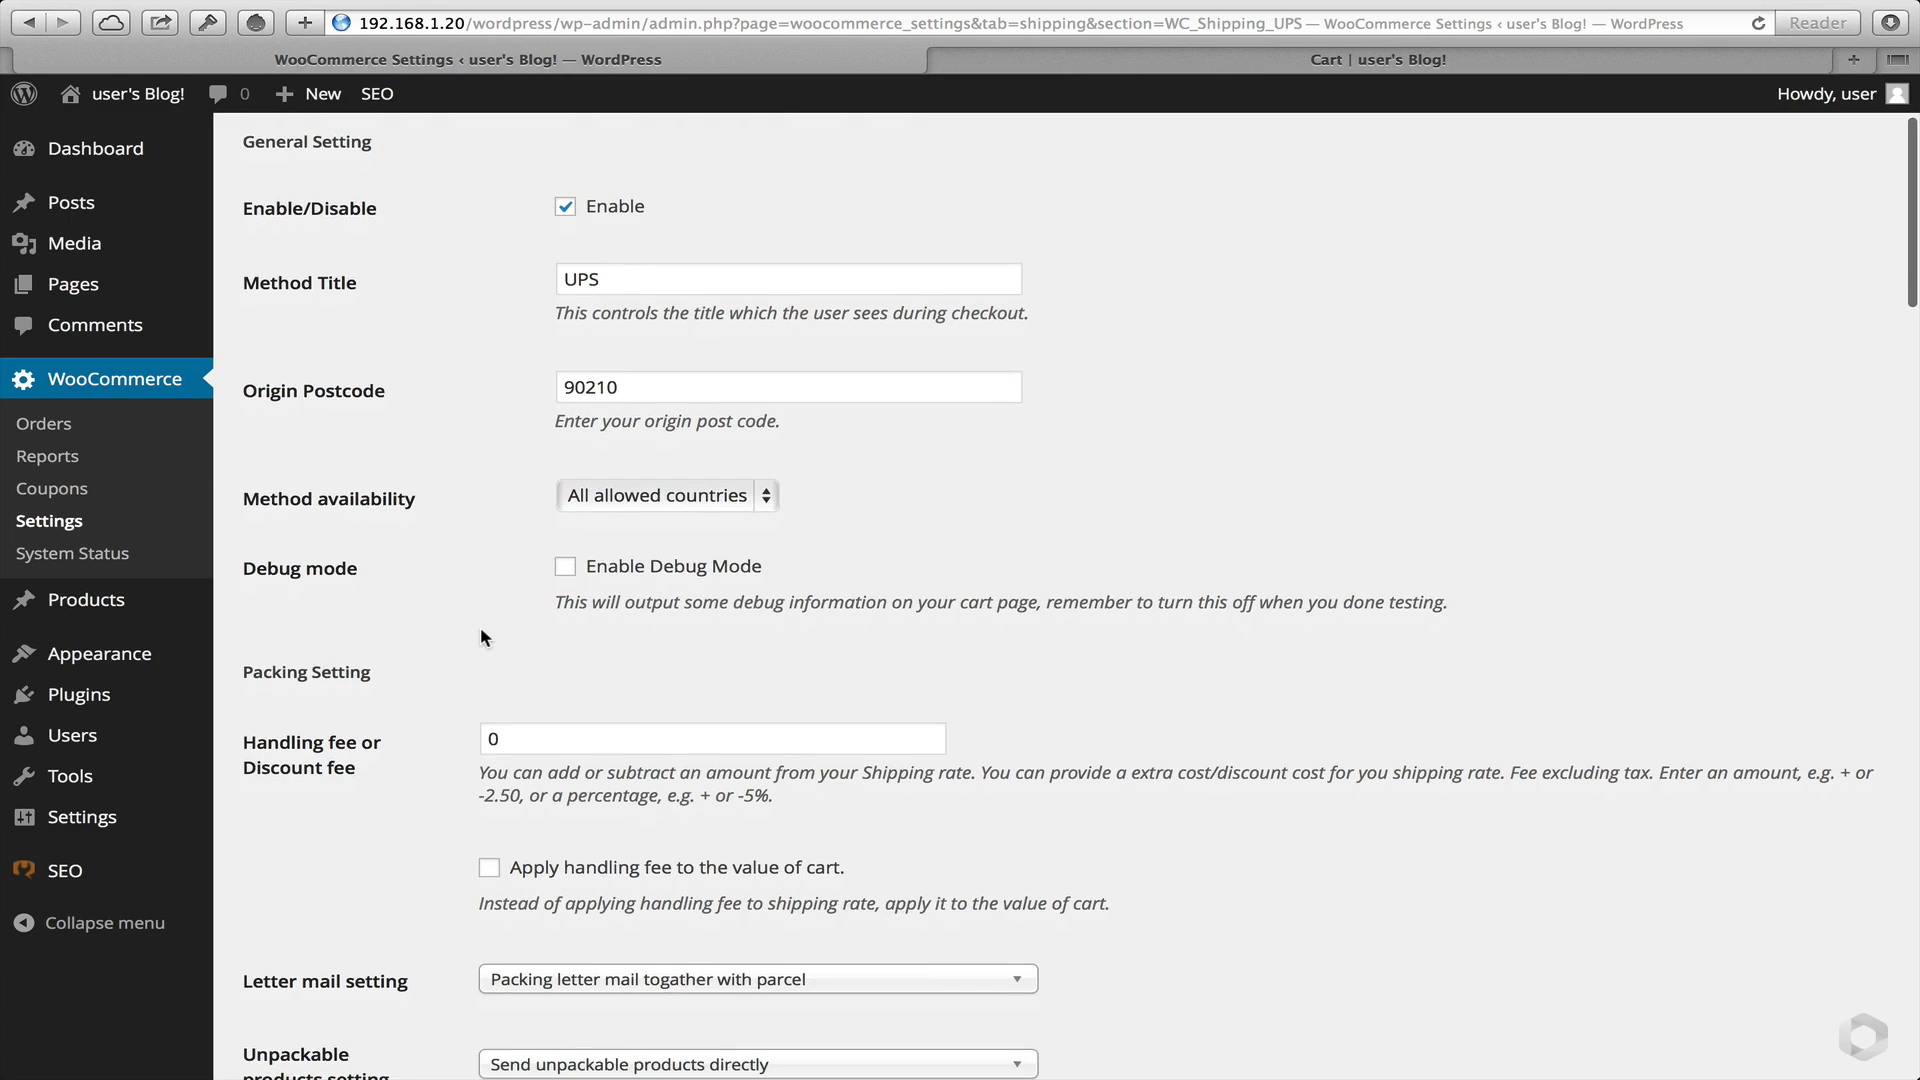 192.168.1.20/wordpress/wp-admin/admin.php?page=woocommerce_settings&tab=shipping&section=WC_Shipping_UPS — WooCommerce Settings ‹ user's Blog! — WordPress
Reader
WooCommerce Settings ‹ user's Blog! — WordPress
Cart | user's Blog!
user's Blog!
0
New
SEO
Howdy, user
Dashboard
Posts
Media
Pages
Comments
WooCommerce
Orders
Reports
Coupons
Settings
System Status
Products
Appearance
Plugins
Users
Tools
Settings
SEO
Collapse menu
General Setting
Enable/Disable
Enable
Method Title
UPS
This controls the title which the user sees during checkout.
Origin Postcode
90210
Enter your origin post code.
Method availability
All allowed countries
Debug mode
Enable Debug Mode
This will output some debug information on your cart page, remember to turn this off when you done testing.
Packing Setting
Handling fee or
Discount fee
0
You can add or subtract an amount from your Shipping rate. You can provide a extra cost/discount cost for you shipping rate. Fee excluding tax. Enter an amount, e.g. + or
-2.50, or a percentage, e.g. + or -5%.
Apply handling fee to the value of cart.
Instead of applying handling fee to shipping rate, apply it to the value of cart.
Letter mail setting
Packing letter mail togather with parcel
Unpackable
products setting
Send unpackable products directly